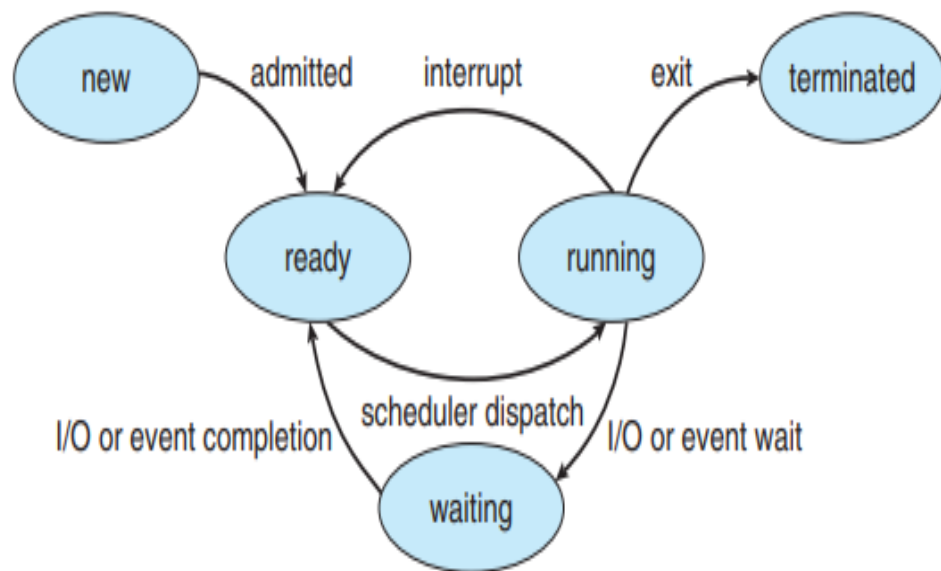 new
admitted
interrupt
exit
terminated
ready
running
scheduler dispatch
I/O or event completion
I/O or event wait
waiting